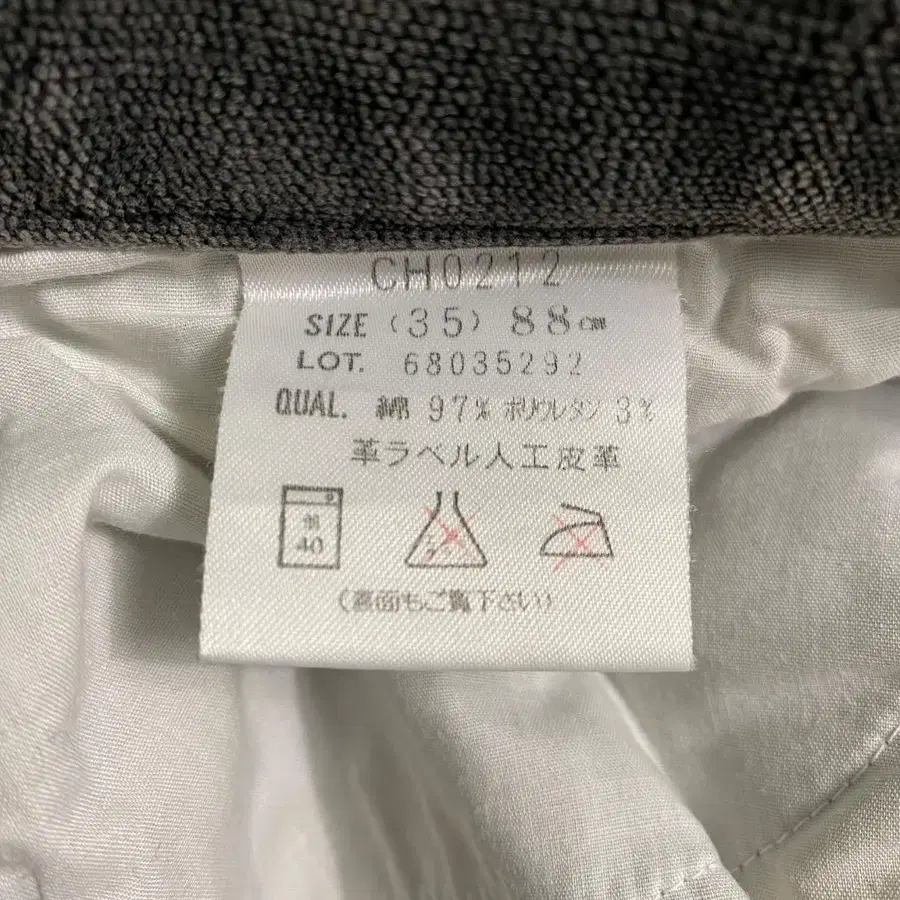 CH0212
SIZE (35) 88cm
LOT. 68035292
QUAL. 綿 97% ポリウレタン 3%
革ラベル人工皮革
弱 40
(裏面もご覧下さい)